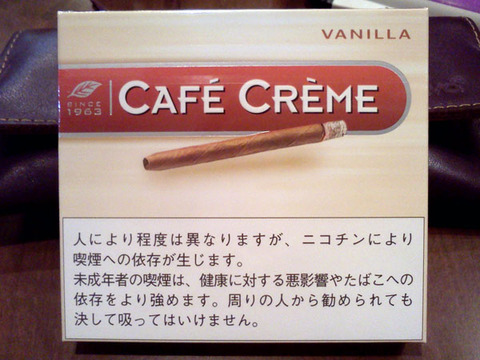 VANILLA
SINCE
1963
CAFÉ CRÈME
人により程度は異なりますが、ニコチンにより
喫煙への依存が生じます。
未成年者の喫煙は、健康に対する悪影響やたばこへの
依存をより強めます。周りの人から勧められても
決して吸ってはいけません。